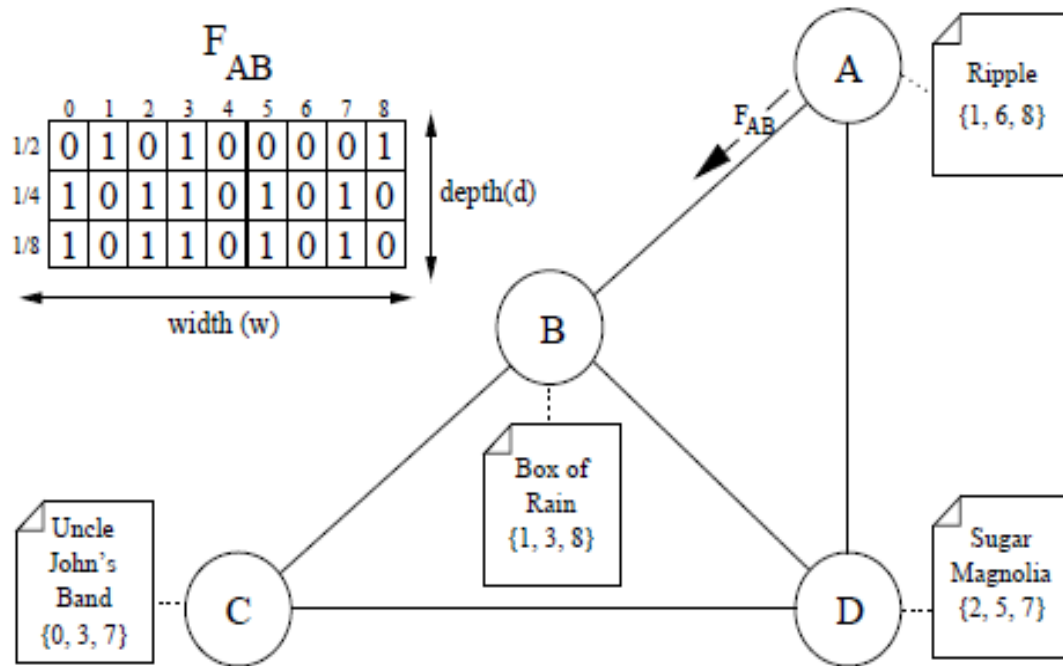 F
AB
0 1 2 3 4 5 6 7 8
1/2 0 1 0 1 0 0 0 0 1
1/4 1 0 1 1 0 1 0 1 0
1/8 1 0 1 1 0 1 0 1 0
depth(d)
width (w)
A
F
AB
Ripple
{1, 6, 8}
B
Box of
Rain
{1, 3, 8}
Uncle
John's
Band
{0, 3, 7}
C
D
Sugar
Magnolia
{2, 5, 7}